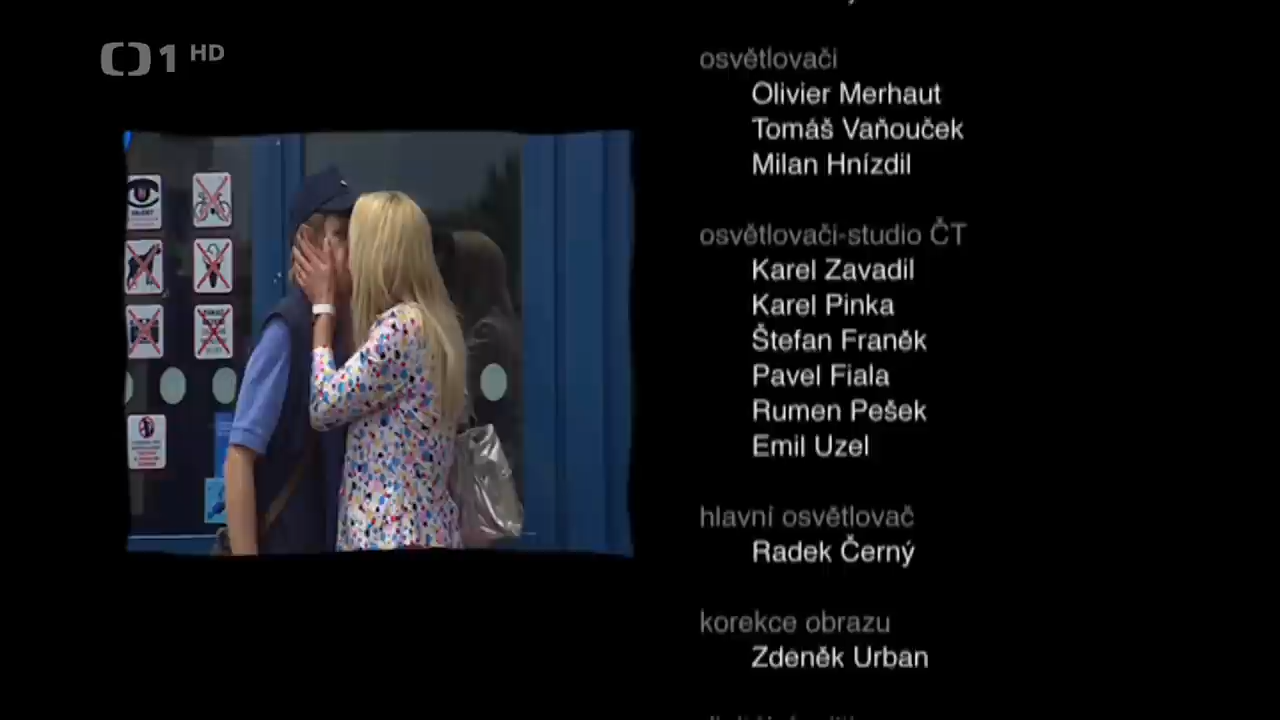 1 HD
osvětlovači
Olivier Merhaut
Tomáš Vaňouček
Milan Hnízdil
osvětlovači-studio ČT
Karel Zavadil
Karel Pinka
Štefan Franěk
Pavel Fiala
Rumen Pešek
Emil Uzel
hlavní osvětlovač
Radek Černý
korekce obrazu
Zdeněk Urban